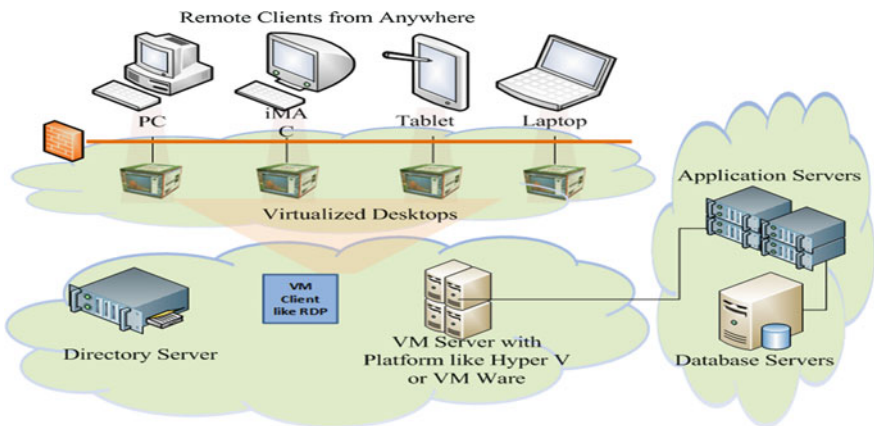 Remote Clients from Anywhere
PC
iMA
C
Tablet
Laptop
Virtualized Desktops
Application Servers
VM
Client
like RDP
Directory Server
VM Server with
Platform like Hyper V
or VM Ware
Database Servers